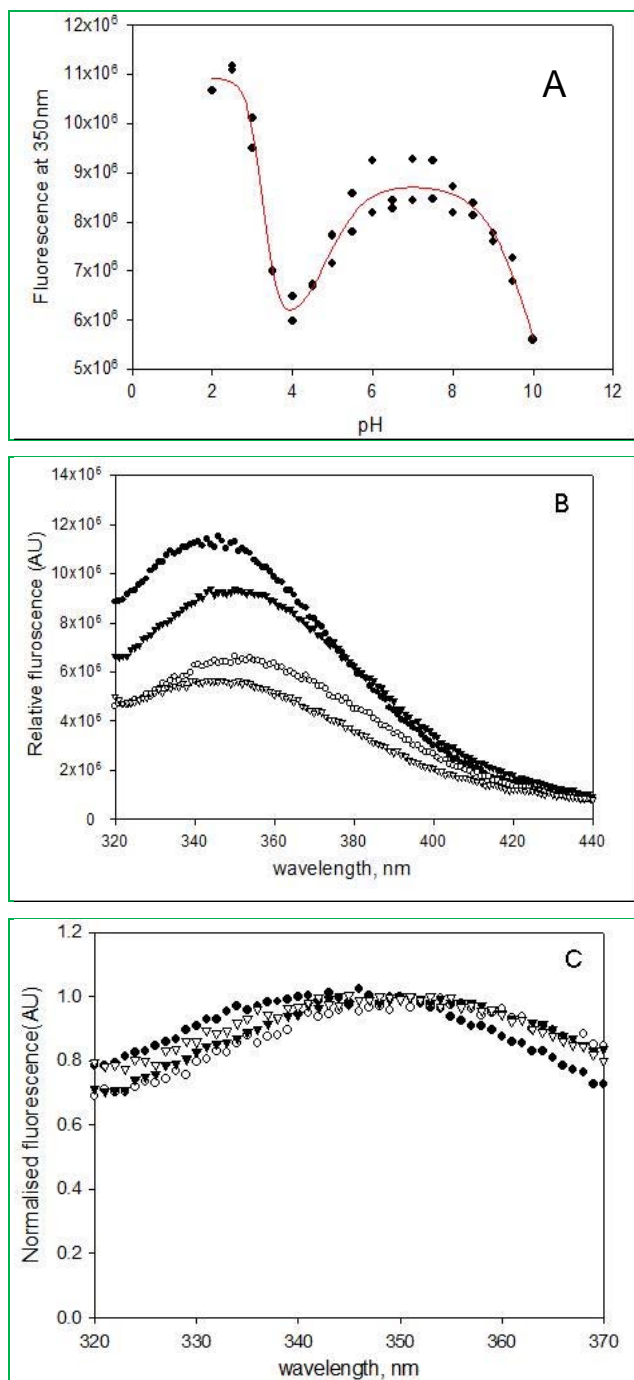 A
Fluorescence at 350nm
12x10⁶
11x10⁶
10x10⁶
9x10⁶
8x10⁶
7x10⁶
6x10⁶
5x10⁶
0 2 4 6 8 10 12
pH
B
Relative fluroscence (AU)
14x10⁶
12x10⁶
10x10⁶
8x10⁶
6x10⁶
4x10⁶
2x10⁶
0
320 340 360 380 400 420 440
wavelength, nm
C
Normalised fluorescence(AU)
1.2
1.0
0.8
0.6
0.4
0.2
0.0
320 330 340 350 360 370
wavelength, nm